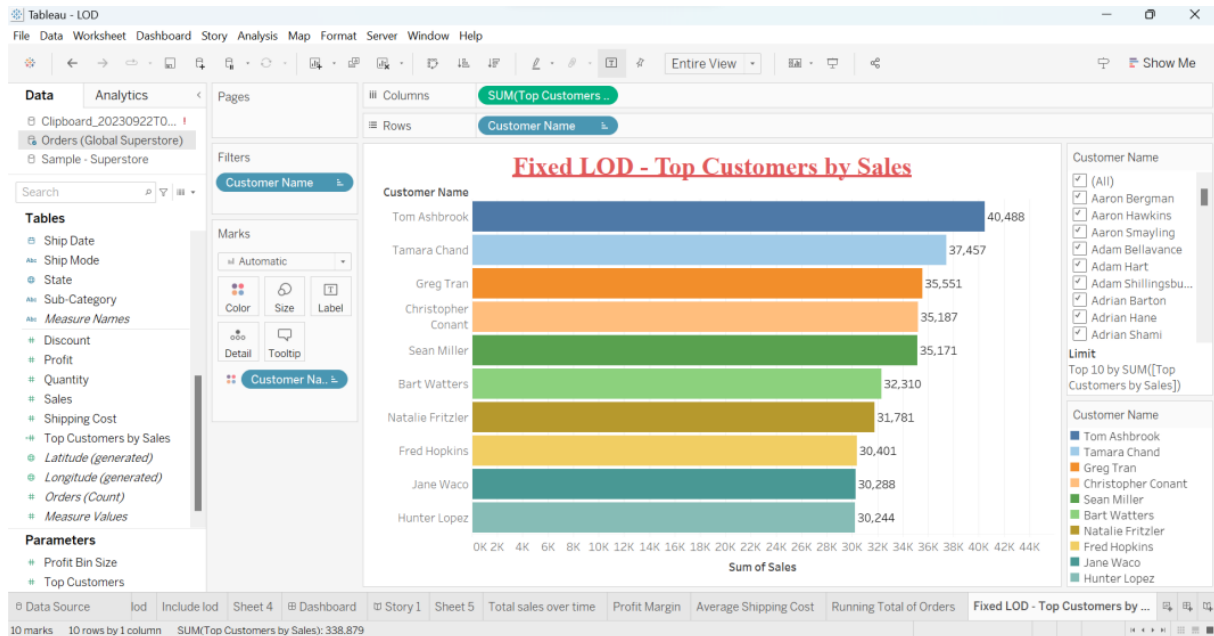 Tableau - LOD
File Data Worksheet Dashboard Story Analysis Map Format Server Window Help
Entire View
Show Me
Data Analytics
Clipboard_20230922T0... !
Orders (Global Superstore)
Sample - Superstore
Search
Tables
Ship Date
Abc Ship Mode
State
Abc Sub-Category
Abc Measure Names
# Discount
# Profit
# Quantity
# Sales
# Shipping Cost
=# Top Customers by Sales
Latitude (generated)
Longitude (generated)
# Orders (Count)
# Measure Values
Parameters
# Profit Bin Size
# Top Customers
Pages
Filters
Customer Name
Marks
Automatic
Color Size Label
Detail Tooltip
Customer Na..
Columns SUM(Top Customers ..
Rows Customer Name
Fixed LOD - Top Customers by Sales
Customer Name
Tom Ashbrook 40,488
Tamara Chand 37,457
Greg Tran 35,551
Christopher
Conant 35,187
Sean Miller 35,171
Bart Watters 32,310
Natalie Fritzler 31,781
Fred Hopkins 30,401
Jane Waco 30,288
Hunter Lopez 30,244
0K 2K 4K 6K 8K 10K 12K 14K 16K 18K 20K 22K 24K 26K 28K 30K 32K 34K 36K 38K 40K 42K 44K
Sum of Sales
Customer Name
(All)
Aaron Bergman
Aaron Hawkins
Aaron Smayling
Adam Bellavance
Adam Hart
Adam Shillingsbu...
Adrian Barton
Adrian Hane
Adrian Shami
Limit
Top 10 by SUM([Top
Customers by Sales])
Customer Name
Tom Ashbrook
Tamara Chand
Greg Tran
Christopher Conant
Sean Miller
Bart Watters
Natalie Fritzler
Fred Hopkins
Jane Waco
Hunter Lopez
Data Source lod Include lod Sheet 4 Dashboard Story 1 Sheet 5 Total sales over time Profit Margin Average Shipping Cost Running Total of Orders Fixed LOD - Top Customers by ...
10 marks 10 rows by 1 column SUM(Top Customers by Sales): 338.879